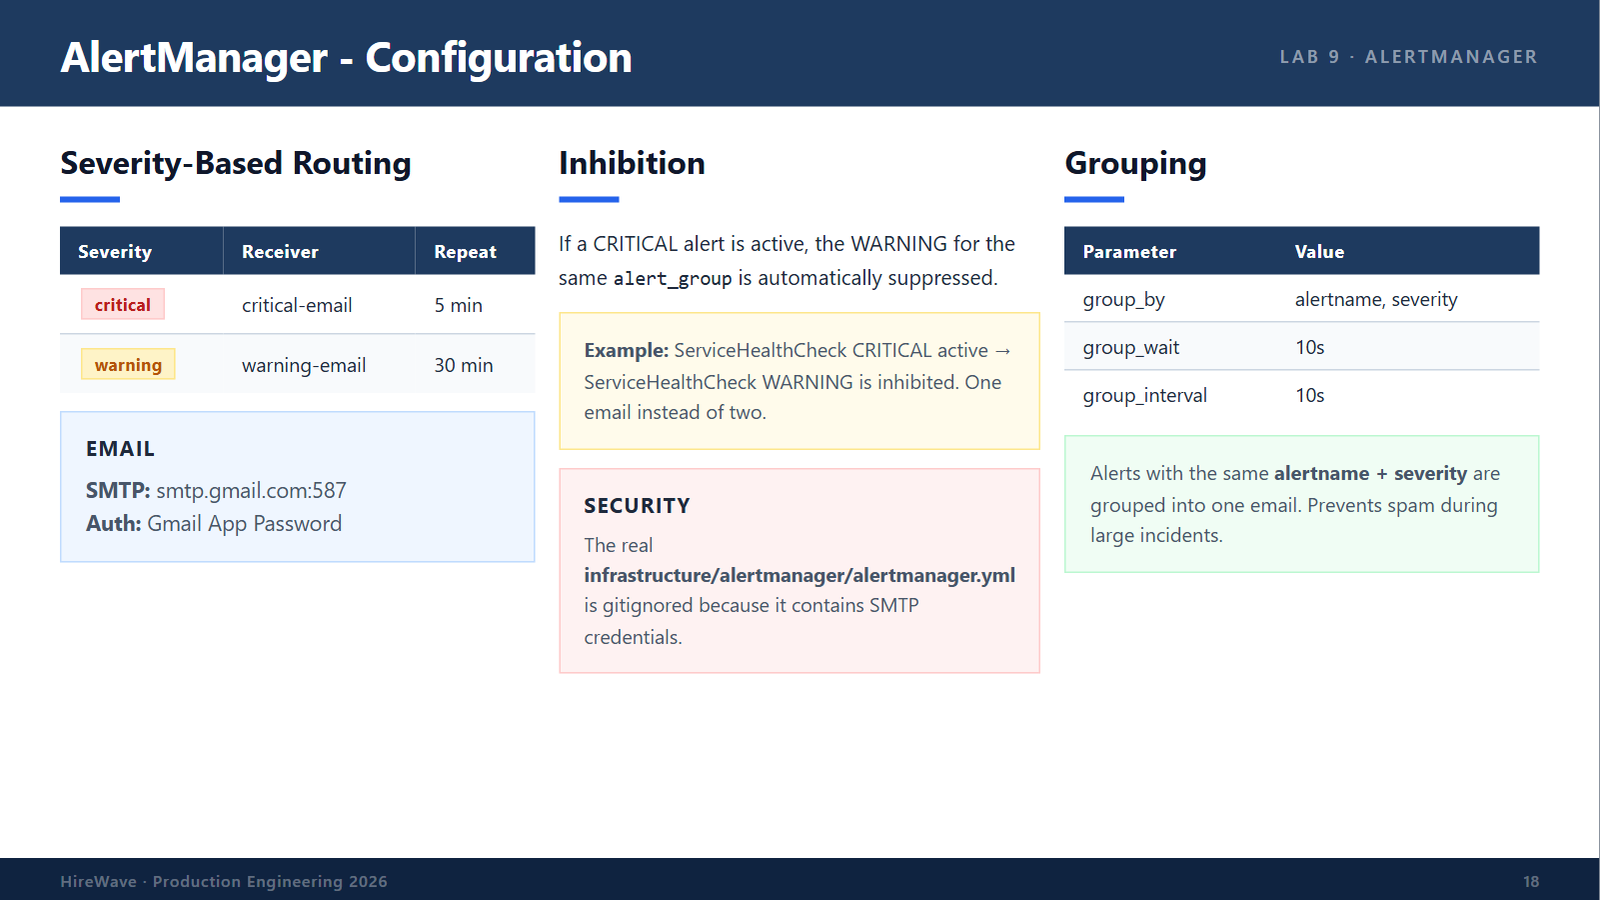 AlertManager - Configuration
LAB 9 · ALERTMANAGER
Severity-Based Routing
Severity Receiver Repeat
critical critical-email 5 min
warning warning-email 30 min
EMAIL
SMTP: smtp.gmail.com:587
Auth: Gmail App Password
Inhibition
If a CRITICAL alert is active, the WARNING for the
same alert_group is automatically suppressed.
Example: ServiceHealthCheck CRITICAL active →
ServiceHealthCheck WARNING is inhibited. One
email instead of two.
SECURITY
The real
infrastructure/alertmanager/alertmanager.yml
is gitignored because it contains SMTP
credentials.
Grouping
Parameter Value
group_by alertname, severity
group_wait 10s
group_interval 10s
Alerts with the same alertname + severity are
grouped into one email. Prevents spam during
large incidents.
HireWave · Production Engineering 2026
18